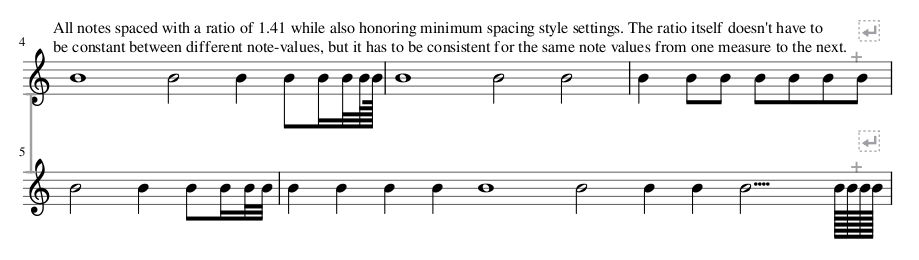 All notes spaced with a ratio of 1.41 while also honoring minimum spacing style settings. The ratio itself doesn't have to
be constant between different note-values, but it has to be consistent for the same note values from one measure to the next.
4
5